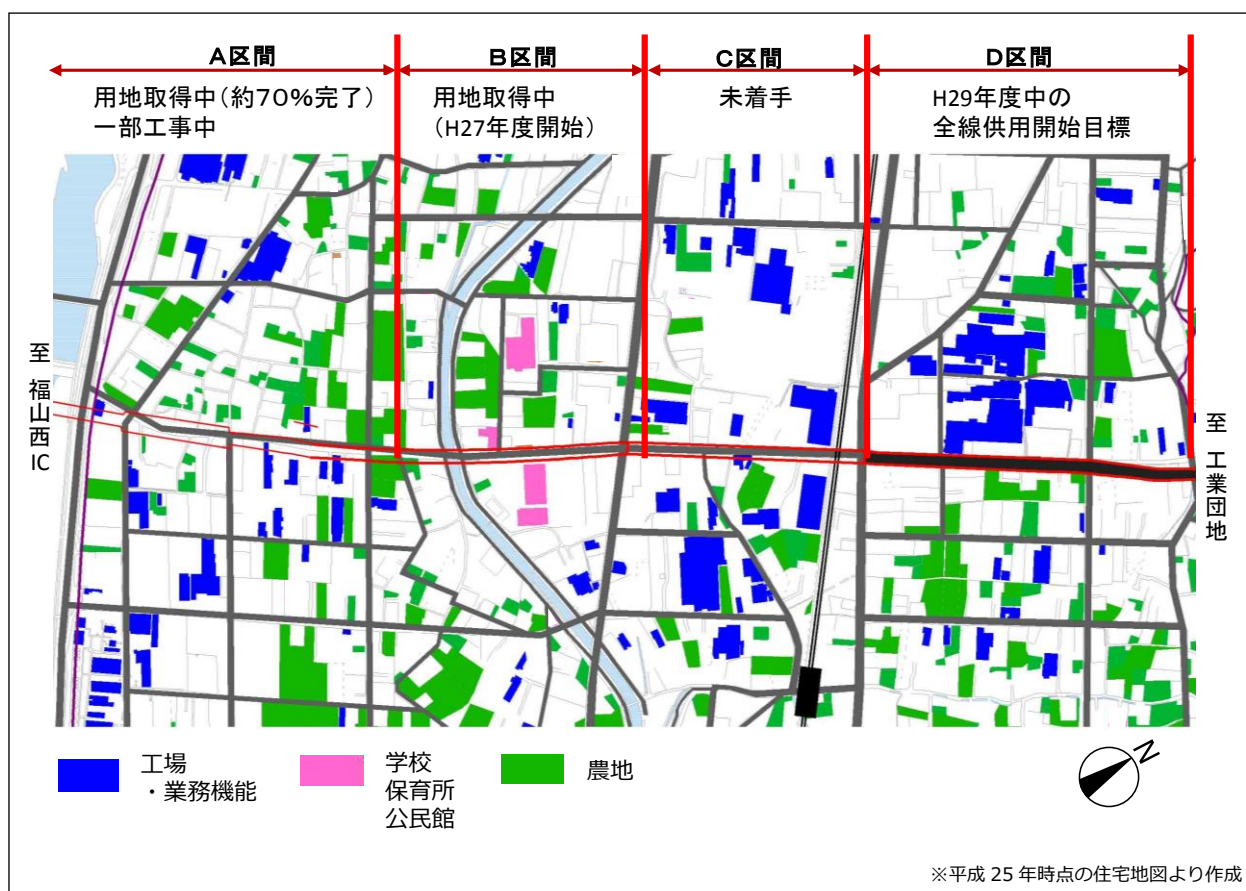 A区間
B区間
C区間
D区間
用地取得中(約70%完了)
一部工事中
用地取得中
(H27年度開始)
未着手
H29年度中の
全線供用開始目標
至 福山西IC
至 工業団地
工場
・業務機能
学校
保育所
公民館
農地
N
※平成 25 年時点の住宅地図より作成